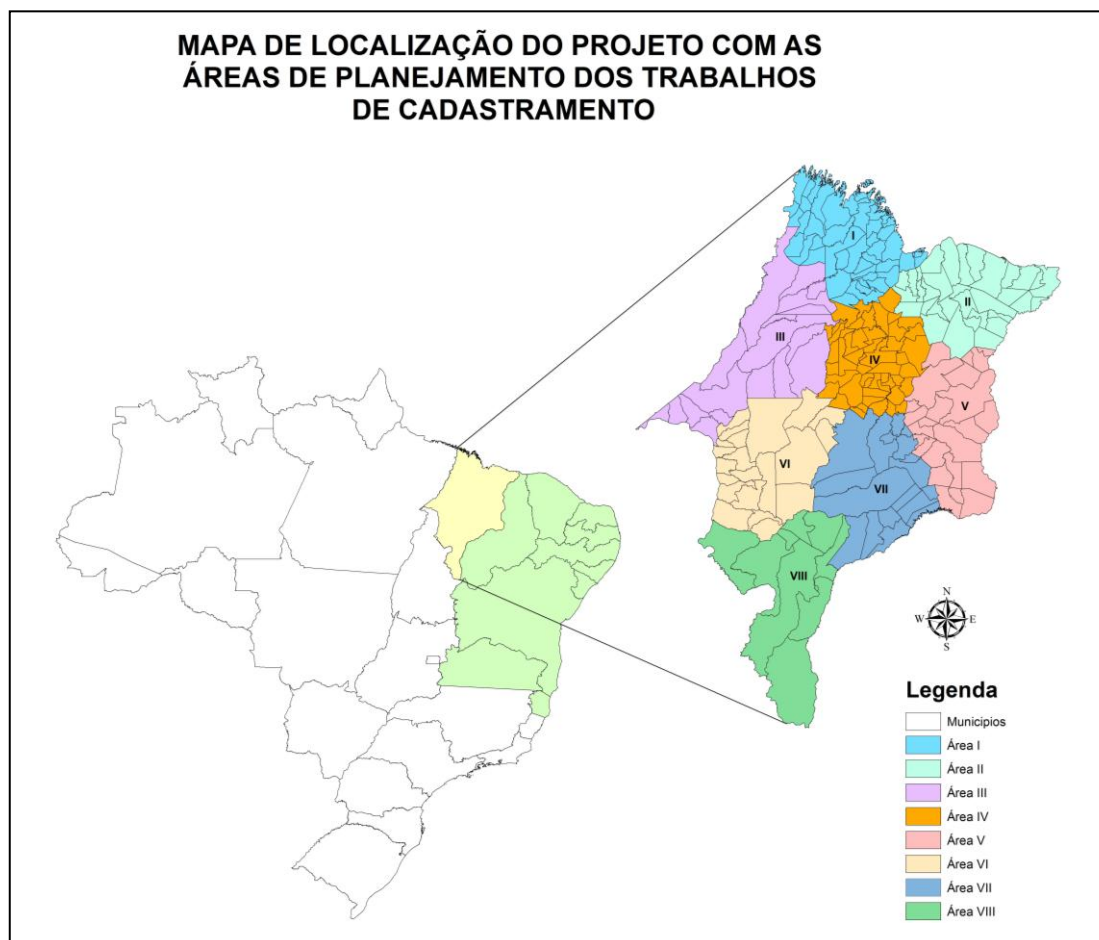 MAPA DE LOCALIZAÇÃO DO PROJETO COM AS
ÁREAS DE PLANEJAMENTO DOS TRABALHOS
DE CADASTRAMENTO
I
II
III
IV
V
VI
VII
VIII
N
W E
S
Legenda
Municipios
Área I
Área II
Área III
Área IV
Área V
Área VI
Área VII
Área VIII